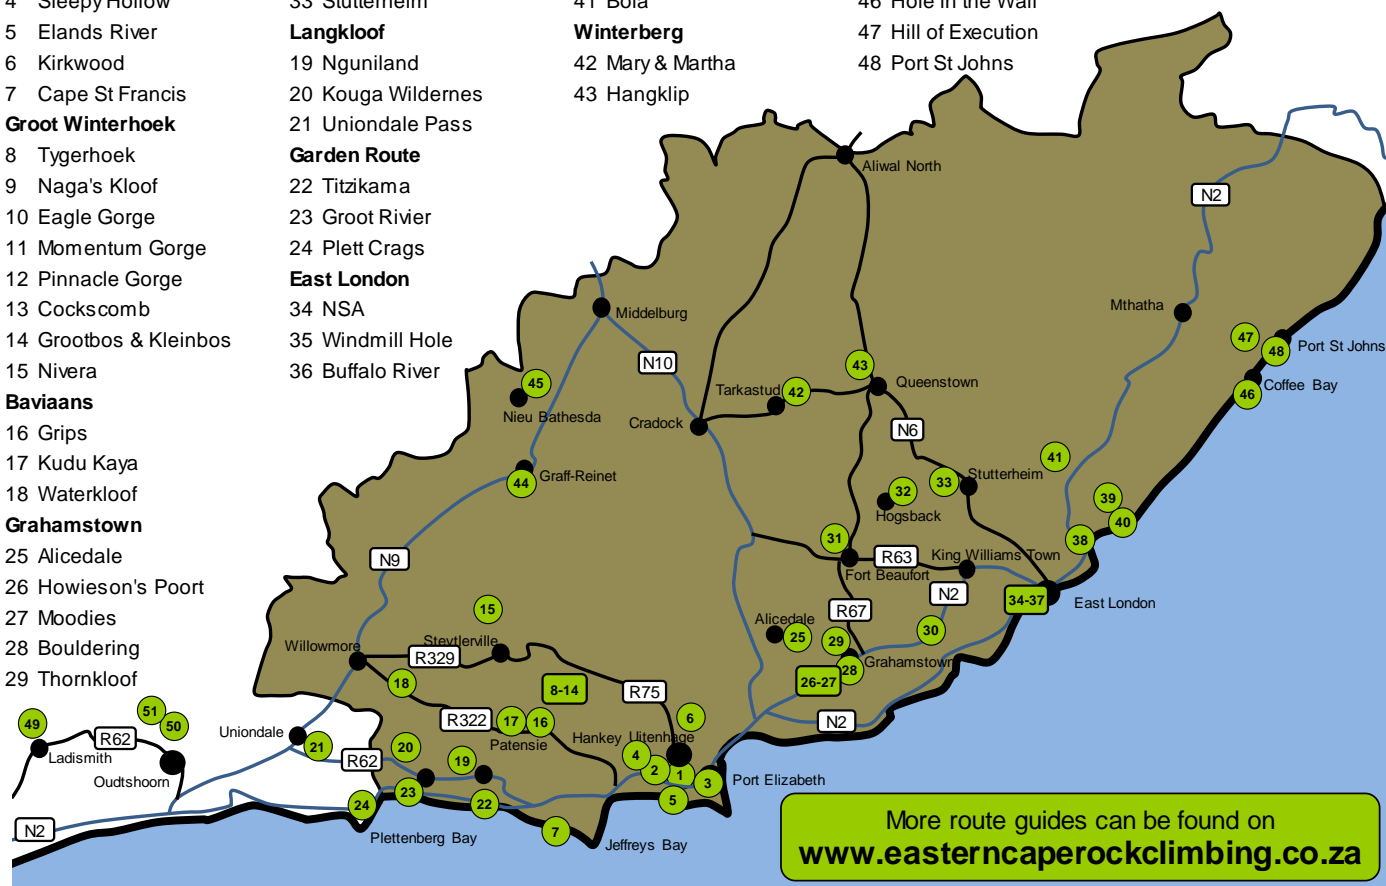 4 Sleepy Hollow
5 Elands River
6 Kirkwood
7 Cape St Francis
Groot Winterhoek
8 Tygerhoek
9 Naga's Kloof
10 Eagle Gorge
11 Momentum Gorge
12 Pinnacle Gorge
13 Cockscomb
14 Grootbos & Kleinbos
15 Nivera
Baviaans
16 Grips
17 Kudu Kaya
18 Waterkloof
Grahamstown
25 Alicedale
26 Howieson's Poort
27 Moodies
28 Bouldering
29 Thornkloof
33 Stutterheim
Langkloof
19 Nguniland
20 Kouga Wildernes
21 Uniondale Pass
Garden Route
22 Titzikama
23 Groot Rivier
24 Plett Crags
East London
34 NSA
35 Windmill Hole
36 Buffalo River
41 Bola
Winterberg
42 Mary & Martha
43 Hangklip
46 Hole in the Wall
47 Hill of Execution
48 Port St Johns
Aliwal North
N2
Mthatha
Middelburg
N10
47
48
Port St Johns
46
Coffee Bay
45
Nieu Bathesda
43
Queenstown
Tarkastud
42
Cradock
N6
44
Graff-Reinet
41
33
Stutterheim
32
Hogsback
39
40
38
31
N9
R63
King Williams Town
Fort Beaufort
N2
34-37
East London
15
R67
Alicedale
25
29
30
Steytlerville
Willowmore
R329
28
Grahamstown
26-27
18
8-14
R75
49
51
50
R62
Ladismith
Oudtshoorn
Uniondale
21
R62
R322
17
16
Patensie
6
Hankey
Uitenhage
N2
20
19
4
2
1
3
Port Elizabeth
5
24
23
22
7
N2
Plettenberg Bay
Jeffreys Bay
More route guides can be found on
www.easterncaperockclimbing.co.za